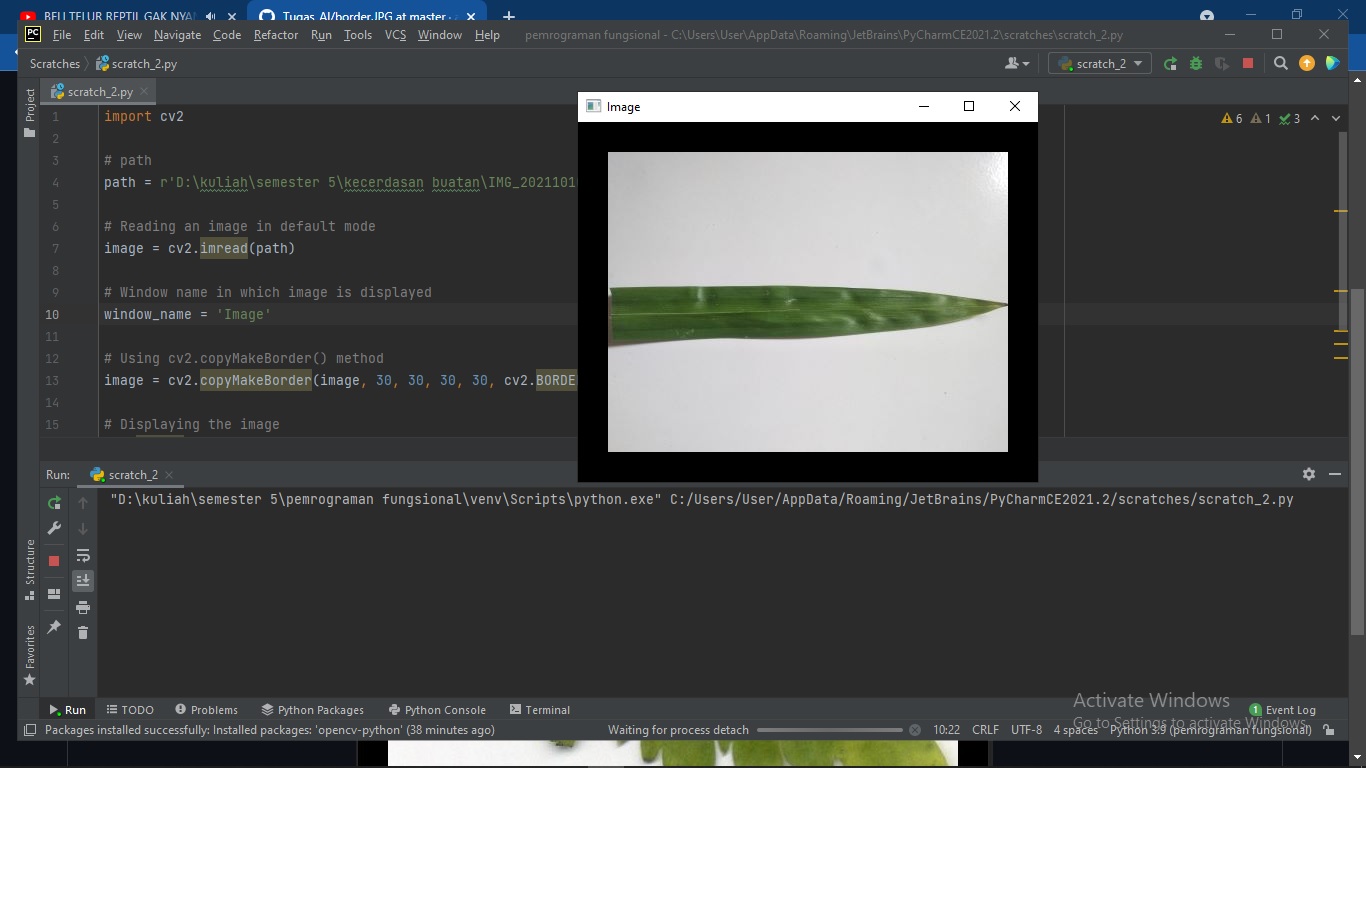 BELI TELUR REPTIL GAK NYA
Tugas_AI/border.JPG at master
PC File Edit View Navigate Code Refactor Run Tools VCS Window Help pemrograman fungsional - C:\Users\User\AppData\Roaming\JetBrains\PyCharmCE2021.2\scratches\scratch_2.py
Scratches scratch_2.py
scratch_2
Project
scratch_2.py
Image
6 1 3
1 import cv2
2
3 # path
4 path = r'D:\kuliah\semester 5\kecerdasan buatan\IMG_2021101
5
6 # Reading an image in default mode
7 image = cv2.imread(path)
8
9 # Window name in which image is displayed
10 window_name = 'Image'
11
12 # Using cv2.copyMakeBorder() method
13 image = cv2.copyMakeBorder(image, 30, 30, 30, 30, cv2.BORDE
14
15 # Displaying the image
Run: scratch_2
"D:\kuliah\semester 5\pemrograman fungsional\venv\Scripts\python.exe" C:/Users/User/AppData/Roaming/JetBrains/PyCharmCE2021.2/scratches/scratch_2.py
Structure
Favorites
Activate Windows
Go to Settings to activate Windows.
Run TODO Problems Python Packages Python Console Terminal 1 Event Log
Packages installed successfully: Installed packages: 'opencv-python' (38 minutes ago) Waiting for process detach 10:22 CRLF UTF-8 4 spaces Python 3.9 (pemrograman fungsional)